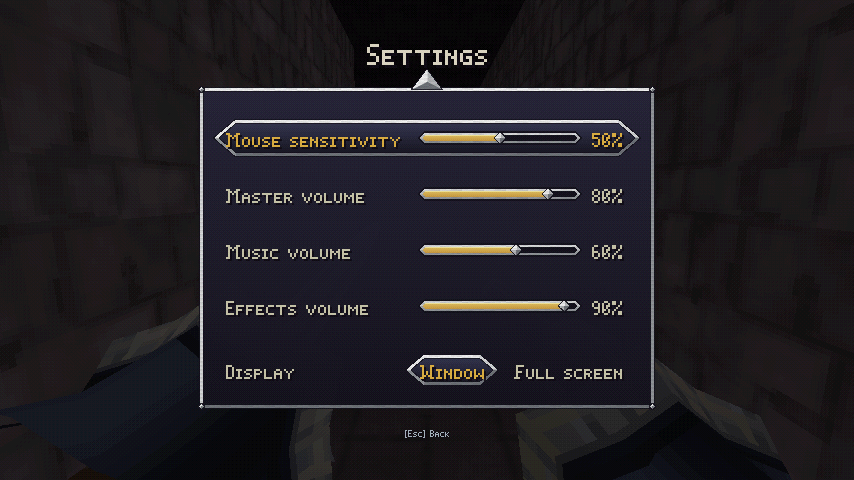 Settings
Mouse sensitivity 50%
Master volume 80%
Music volume 60%
Effects volume 90%
Display Window Full screen
[Esc] Back